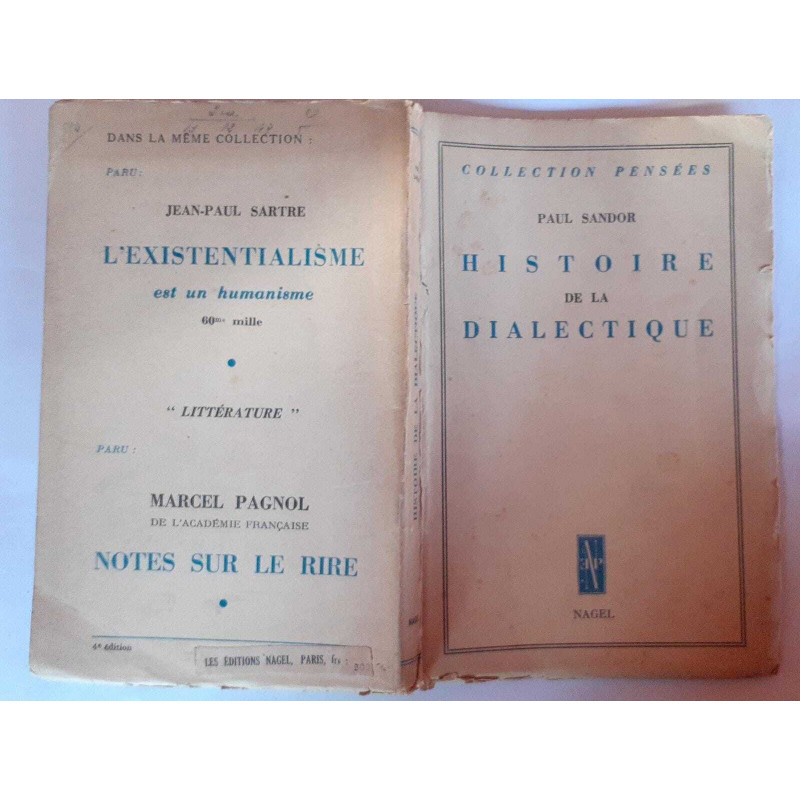 DANS LA MÊME COLLECTION :
PARU :
JEAN-PAUL SARTRE
L'EXISTENTIALISME
est un humanisme
60me mille
“ LITTÉRATURE ”
PARU :
MARCEL PAGNOL
DE L'ACADÉMIE FRANÇAISE
NOTES SUR LE RIRE
4e édition
LES ÉDITIONS NAGEL, PARIS, fr :
HISTOIRE DE LA DIALECTIQUE
NAGEL
COLLECTION PENSÉES
PAUL SANDOR
HISTOIRE
DE LA
DIALECTIQUE
NAGEL